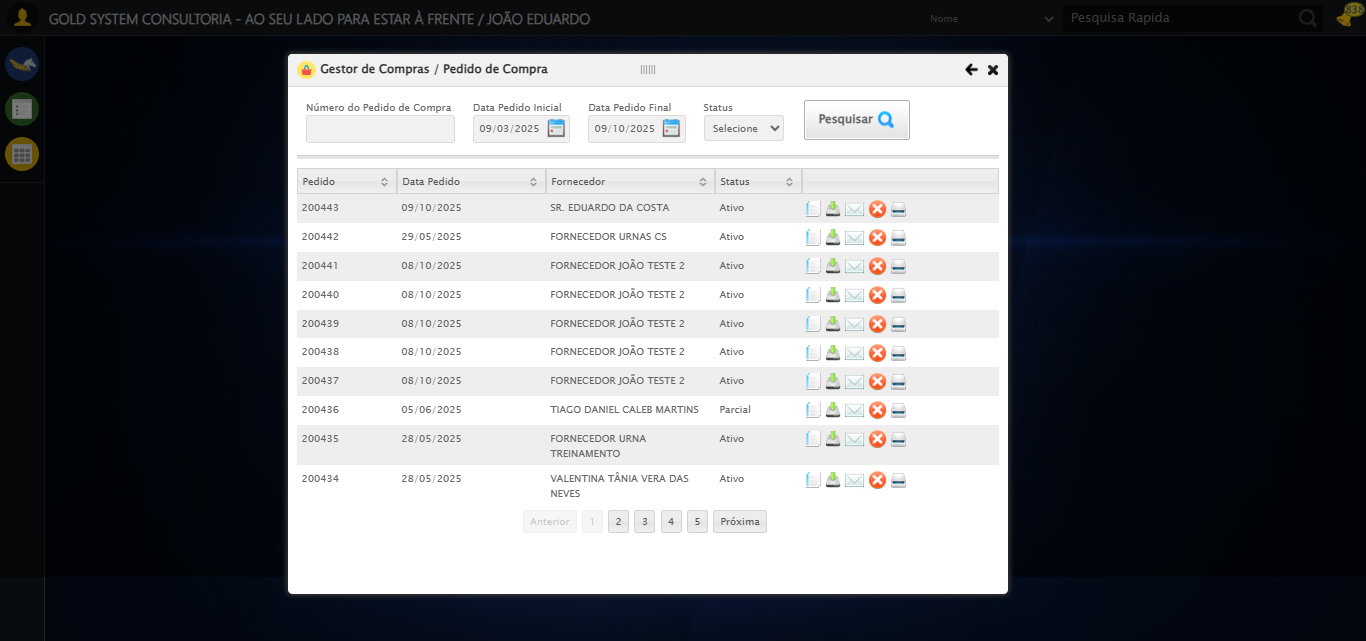 GOLD SYSTEM CONSULTORIA - AO SEU LADO PARA ESTAR À FRENTE / JOÃO EDUARDO
Nome
Pesquisa Rapida
838
Gestor de Compras / Pedido de Compra
Número do Pedido de Compra Data Pedido Inicial Data Pedido Final Status
09/03/2025 09/10/2025 Selecione Pesquisar
Pedido Data Pedido Fornecedor Status
200443 09/10/2025 SR. EDUARDO DA COSTA Ativo
200442 29/05/2025 FORNECEDOR URNAS CS Ativo
200441 08/10/2025 FORNECEDOR JOÃO TESTE 2 Ativo
200440 08/10/2025 FORNECEDOR JOÃO TESTE 2 Ativo
200439 08/10/2025 FORNECEDOR JOÃO TESTE 2 Ativo
200438 08/10/2025 FORNECEDOR JOÃO TESTE 2 Ativo
200437 08/10/2025 FORNECEDOR JOÃO TESTE 2 Ativo
200436 05/06/2025 TIAGO DANIEL CALEB MARTINS Parcial
200435 28/05/2025 FORNECEDOR URNA Ativo
TREINAMENTO
200434 28/05/2025 VALENTINA TÂNIA VERA DAS Ativo
NEVES
Anterior 1 2 3 4 5 Próxima